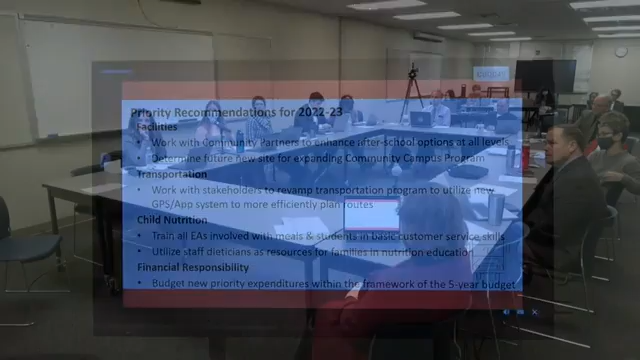 Priority Recommendations for 2022-23
Facilities
• Work with Community Partners to enhance after-school options at all levels
• Determine future new site for expanding Community Campus Program
Transportation
• Work with stakeholders to revamp transportation program to utilize new
GPS/App system to more efficiently plan routes
Child Nutrition
• Train all EAs involved with meals & students in basic customer service skills
• Utilize staff dieticians as resources for families in nutrition education
Financial Responsibility
• Budget new priority expenditures within the framework of the 5-year budget